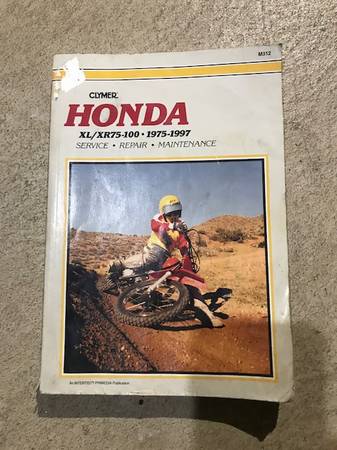 M312
CLYMER
HONDA
XL/XR75-100 • 1975-1997
SERVICE • REPAIR • MAINTENANCE
An INTERTEC/K PRIMEDIA Publication